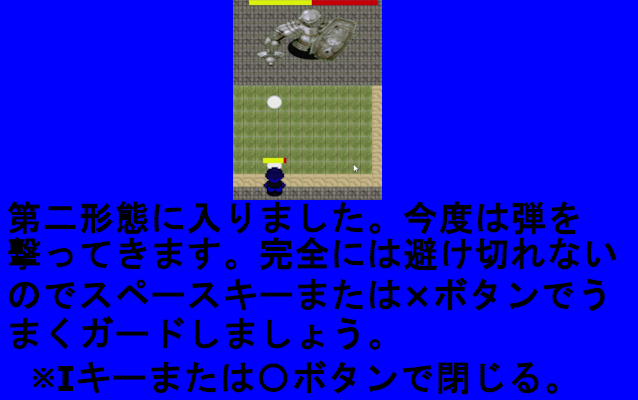 第二形態に入りました。今度は弾を
撃ってきます。完全には避け切れない
のでスペースキーまたは×ボタンでう
まくガードしましょう。
※Iキーまたは〇ボタンで閉じる。